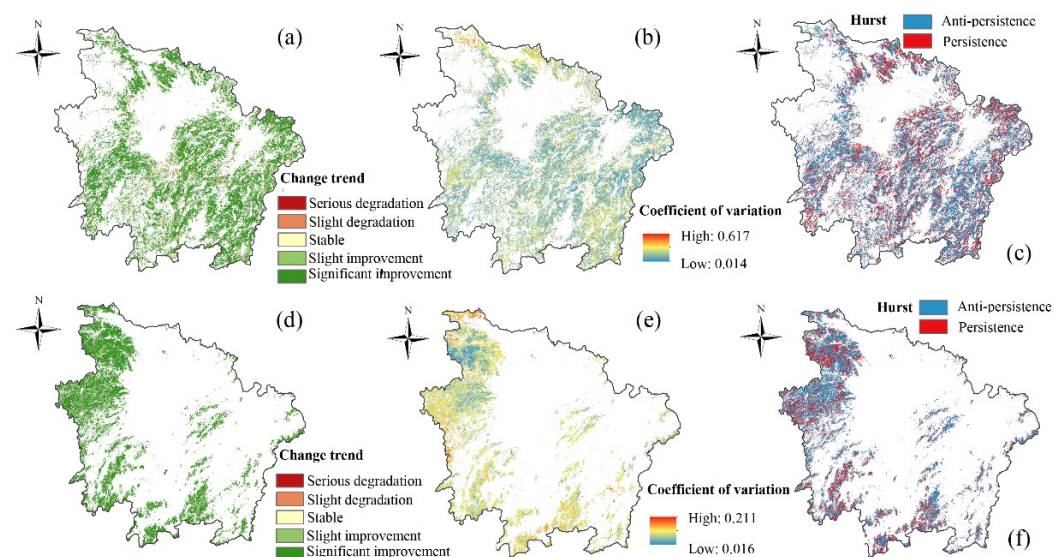 N
(a)
Change trend
Serious degradation
Slight degradation
Stable
Slight improvement
Significant improvement
N
(b)
Coefficient of variation
High: 0.617
Low: 0.014
N
Hurst
Anti-persistence
Persistence
(c)
N
(d)
Change trend
Serious degradation
Slight degradation
Stable
Slight improvement
Significant improvement
N
(e)
Coefficient of variation
High: 0.211
Low: 0.016
N
Hurst
Anti-persistence
Persistence
(f)